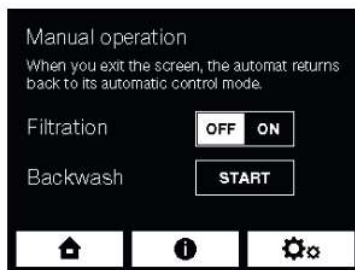 Manual operation
When you exit the screen, the automat returns
back to its automatic control mode.
Filtration OFF ON
Backwash START